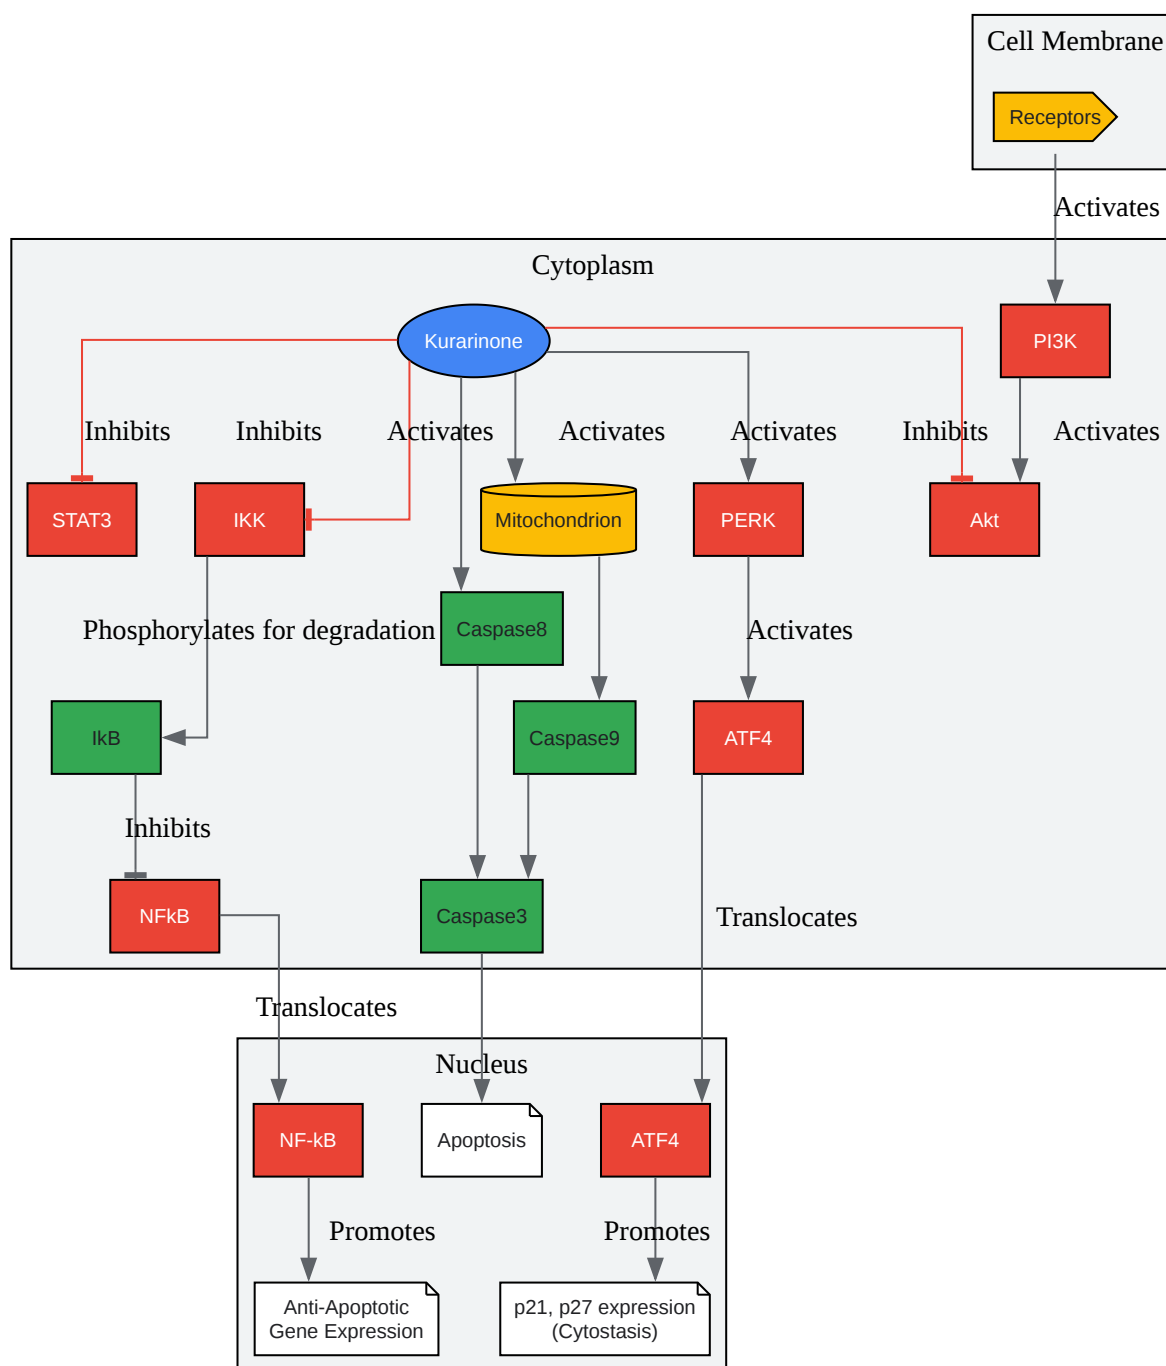 Cell Membrane
Receptors
Activates
Cytoplasm
Kurarinone
PI3K
Inhibits
Inhibits
Activates
Activates
Activates
Inhibits
Activates
STAT3
IKK
Mitochondrion
PERK
Akt
Phosphorylates for degradation
Caspase8
Activates
IkB
Caspase9
ATF4
Inhibits
NFkB
Caspase3
Translocates
Translocates
Nucleus
NF-kB
Apoptosis
ATF4
Promotes
Promotes
Anti-Apoptotic
Gene Expression
p21, p27 expression
(Cytostasis)